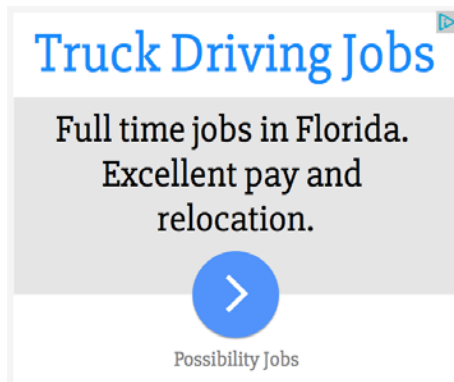 Truck Driving Jobs
Full time jobs in Florida.
Excellent pay and
relocation.
Possibility Jobs